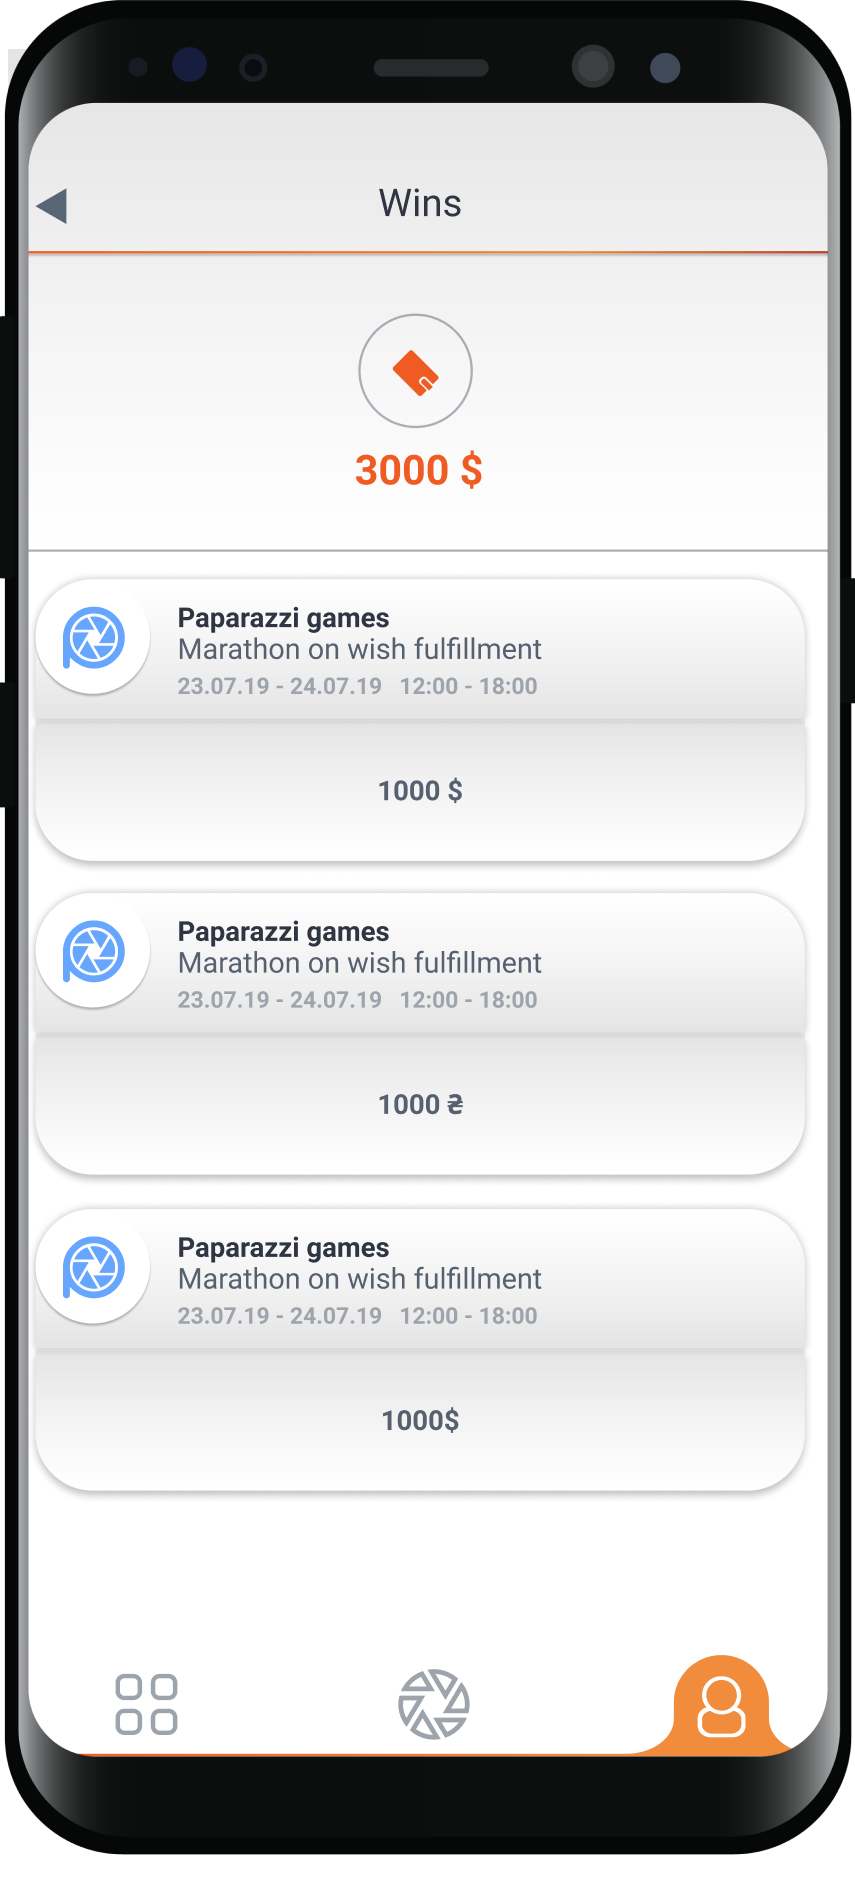 Wins
3000 $
Paparazzi games
Marathon on wish fulfillment
23.07.19 - 24.07.19 12:00 - 18:00
1000 $
Paparazzi games
Marathon on wish fulfillment
23.07.19 - 24.07.19 12:00 - 18:00
1000 ₴
Paparazzi games
Marathon on wish fulfillment
23.07.19 - 24.07.19 12:00 - 18:00
1000$